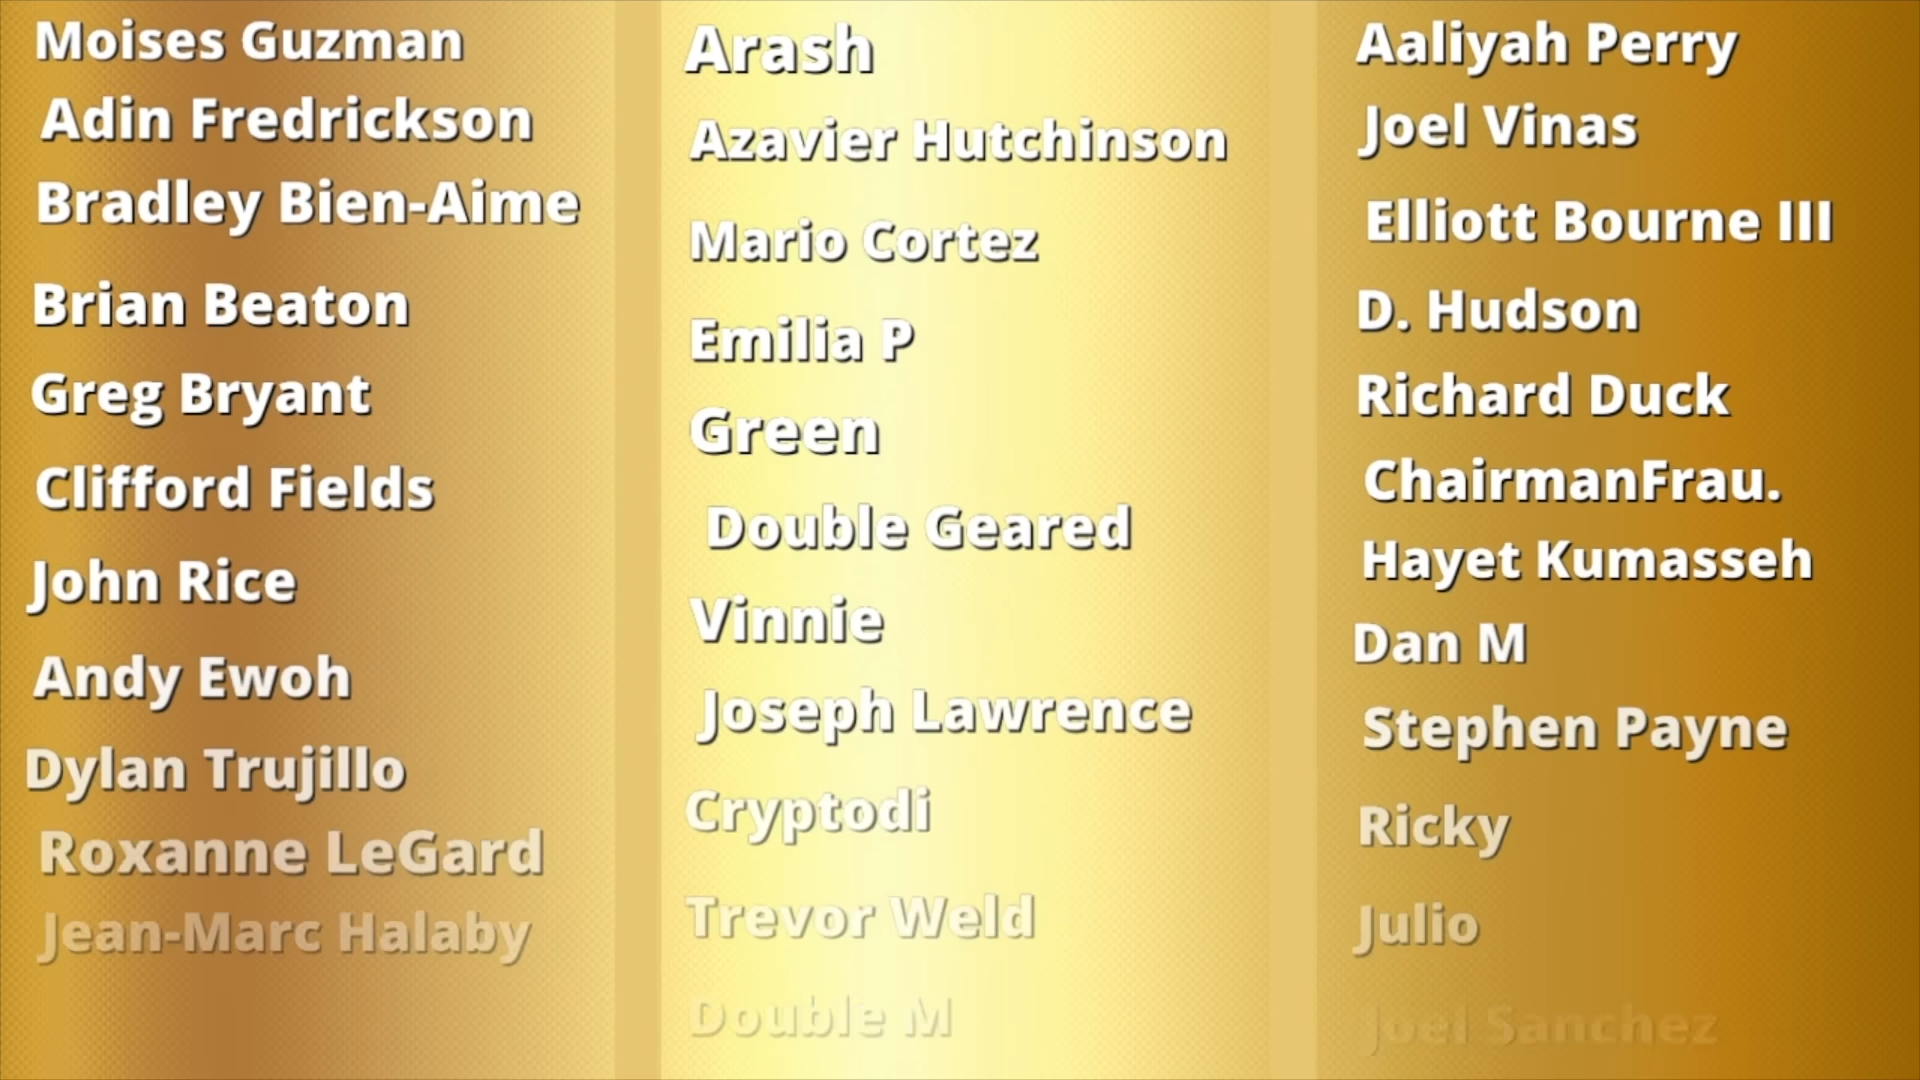 Moises Guzman
Adin Fredrickson
Bradley Bien-Aime
Brian Beaton
Greg Bryant
Clifford Fields
John Rice
Andy Ewoh
Dylan Trujillo
Roxanne LeGard
Jean-Marc Halaby
Arash
Azavier Hutchinson
Mario Cortez
Emilia P
Green
Double Geared
Vinnie
Joseph Lawrence
Cryptodi
Trevor Weld
Double M
Aaliyah Perry
Joel Vinas
Elliott Bourne III
D. Hudson
Richard Duck
ChairmanFrau.
Hayet Kumasseh
Dan M
Stephen Payne
Ricky
Julio
Joel Sanchez